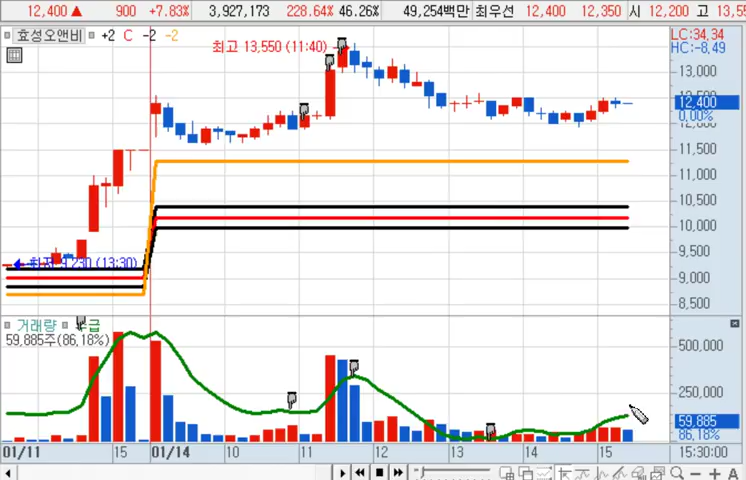 12,400 ▲ 900 +7.83% 3,927,173 228.64% 46.26% 49,254백만 최우선 12,400 12,350 시 12,200 고
효성오앤비 +2 C -2 -2
LC:34,34
HC:-8,49
최고 13,550 (11:40)
13,000
12,400
0,00%
11,500
11,000
10,500
10,000
9,500
9,000
8,500
9,230 (13:30)
거래량
59,885주(86,18%)
500,000
250,000
59,885
86,18%
01/11 15 01/14 10 11 12 13 14 15 15:30:00